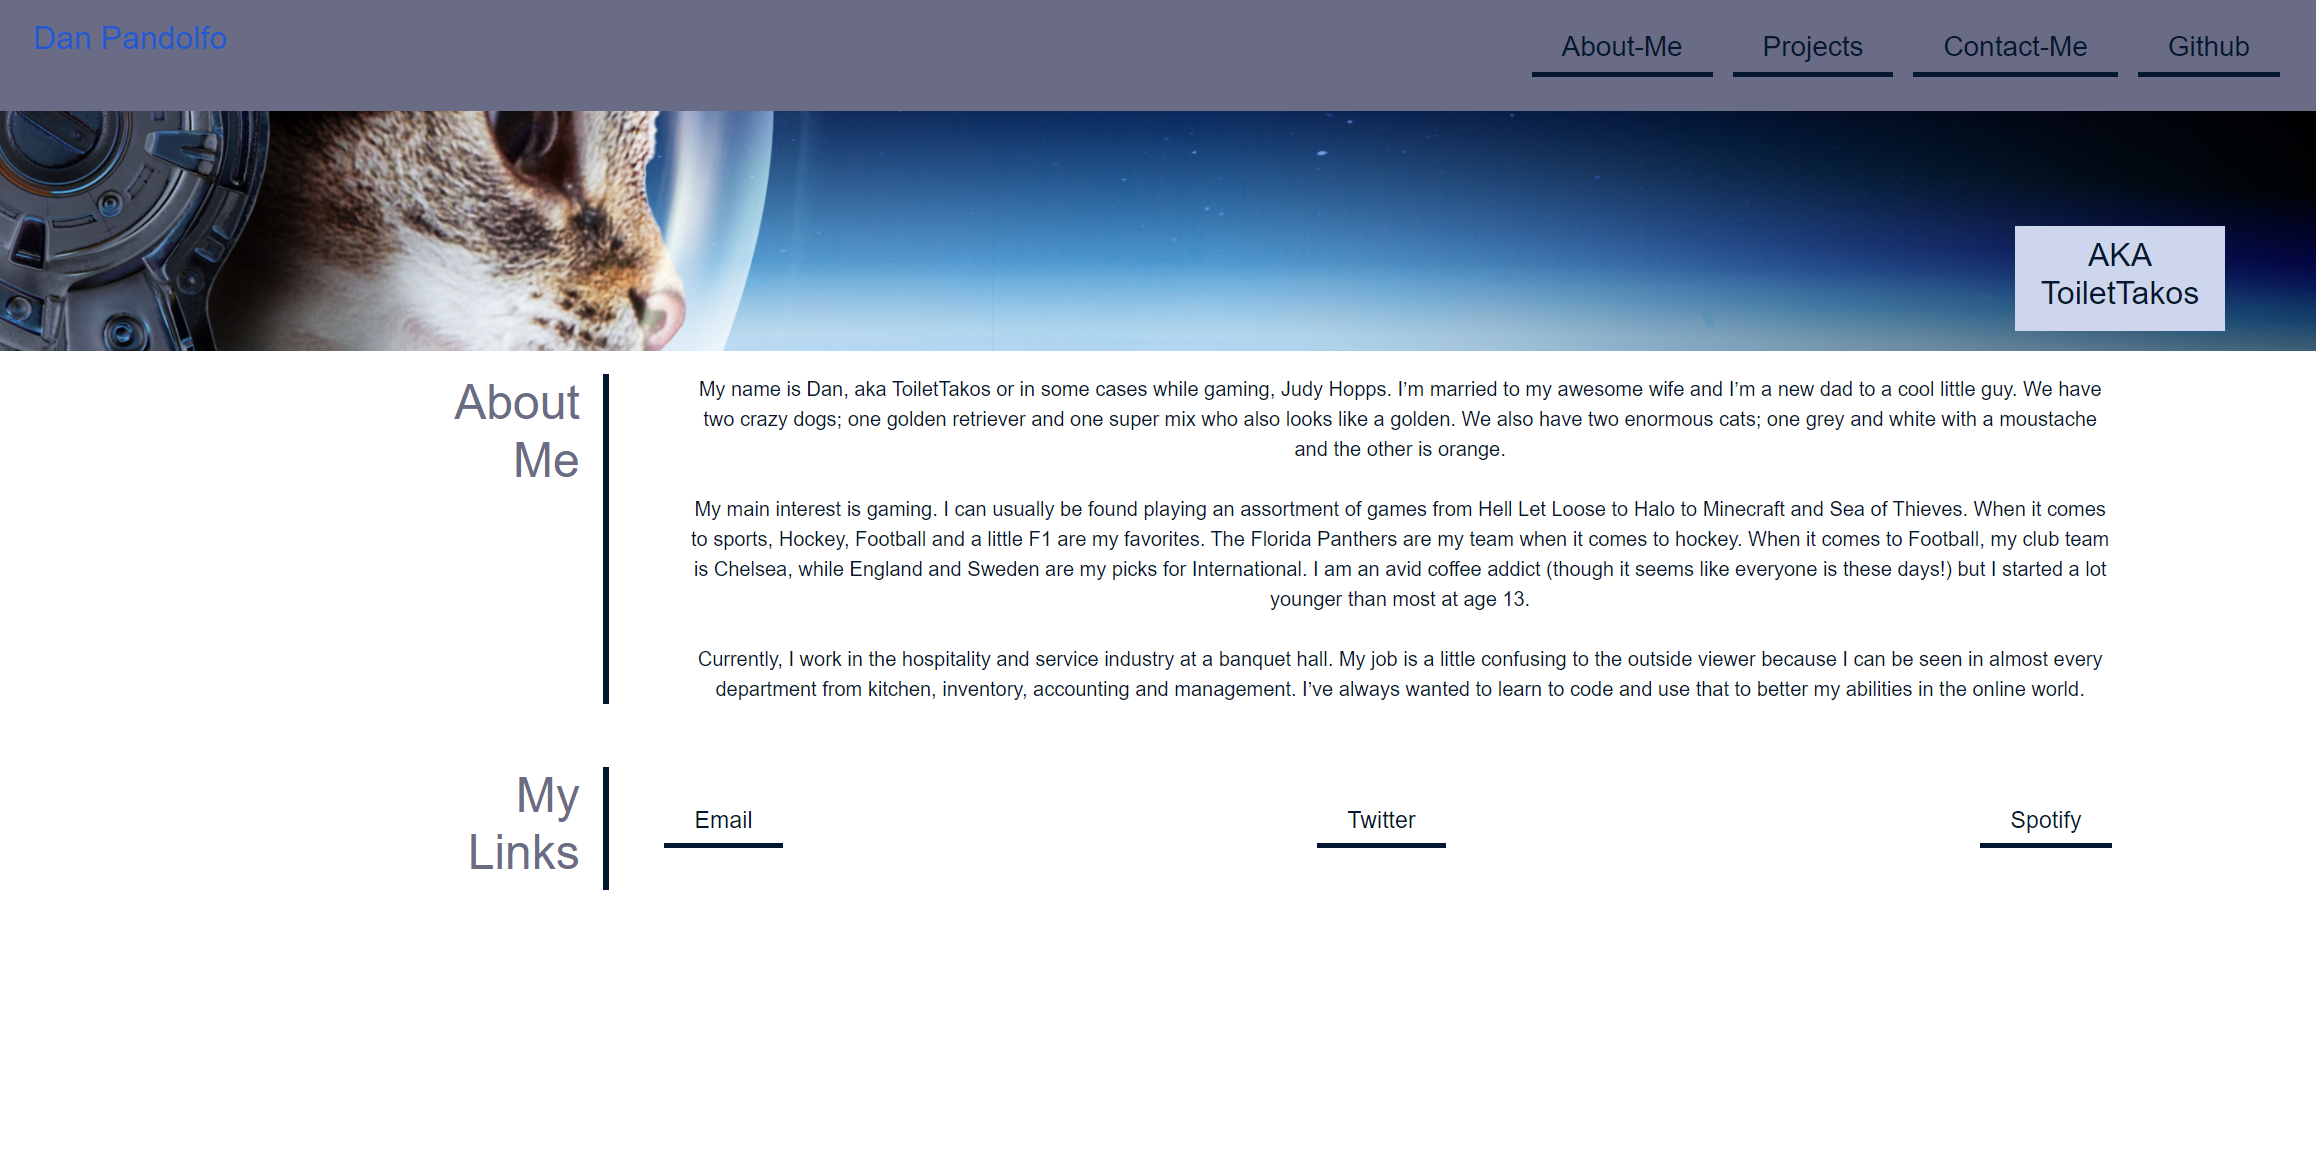 Dan Pandolfo
About-Me Projects Contact-Me Github
AKA
ToiletTakos
About
Me
My name is Dan, aka ToiletTakos or in some cases while gaming, Judy Hopps. I’m married to my awesome wife and I’m a new dad to a cool little guy. We have
two crazy dogs; one golden retriever and one super mix who also looks like a golden. We also have two enormous cats; one grey and white with a moustache
and the other is orange.
My main interest is gaming. I can usually be found playing an assortment of games from Hell Let Loose to Halo to Minecraft and Sea of Thieves. When it comes
to sports, Hockey, Football and a little F1 are my favorites. The Florida Panthers are my team when it comes to hockey. When it comes to Football, my club team
is Chelsea, while England and Sweden are my picks for International. I am an avid coffee addict (though it seems like everyone is these days!) but I started a lot
younger than most at age 13.
Currently, I work in the hospitality and service industry at a banquet hall. My job is a little confusing to the outside viewer because I can be seen in almost every
department from kitchen, inventory, accounting and management. I’ve always wanted to learn to code and use that to better my abilities in the online world.
My
Links
Email Twitter Spotify